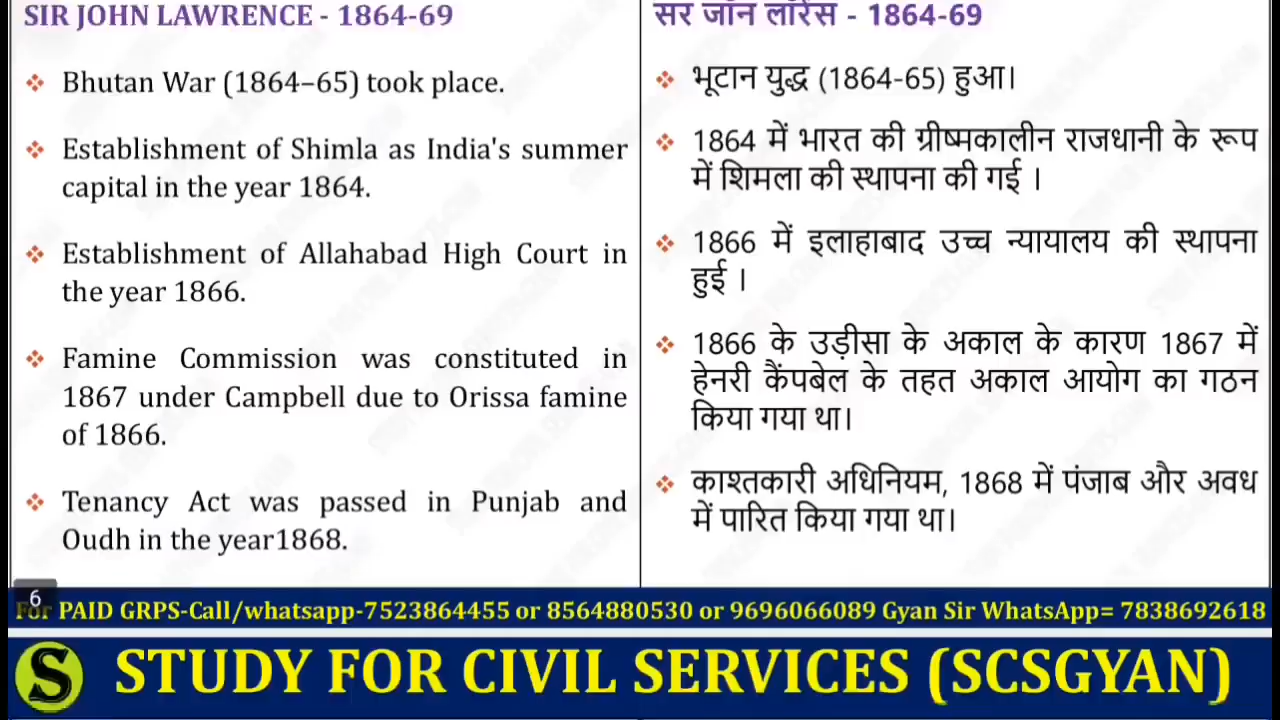 SIR JOHN LAWRENCE - 1864-69
❖ Bhutan War (1864–65) took place.
❖ Establishment of Shimla as India's summer
capital in the year 1864.
❖ Establishment of Allahabad High Court in
the year 1866.
❖ Famine Commission was constituted in
1867 under Campbell due to Orissa famine
of 1866.
❖ Tenancy Act was passed in Punjab and
Oudh in the year1868.
सर जॉन लॉरेंस - 1864-69
❖ भूटान युद्ध (1864-65) हुआ।
❖ 1864 में भारत की ग्रीष्मकालीन राजधानी के रूप
में शिमला की स्थापना की गई ।
❖ 1866 में इलाहाबाद उच्च न्यायालय की स्थापना
हुई ।
❖ 1866 के उड़ीसा के अकाल के कारण 1867 में
हेनरी कैंपबेल के तहत अकाल आयोग का गठन
किया गया था।
❖ काश्तकारी अधिनियम, 1868 में पंजाब और अवध
में पारित किया गया था।
6
For PAID GRPS-Call/whatsapp-7523864455 or 8564880530 or 9696066089 Gyan Sir WhatsApp= 7838692618
S STUDY FOR CIVIL SERVICES (SCSGYAN)